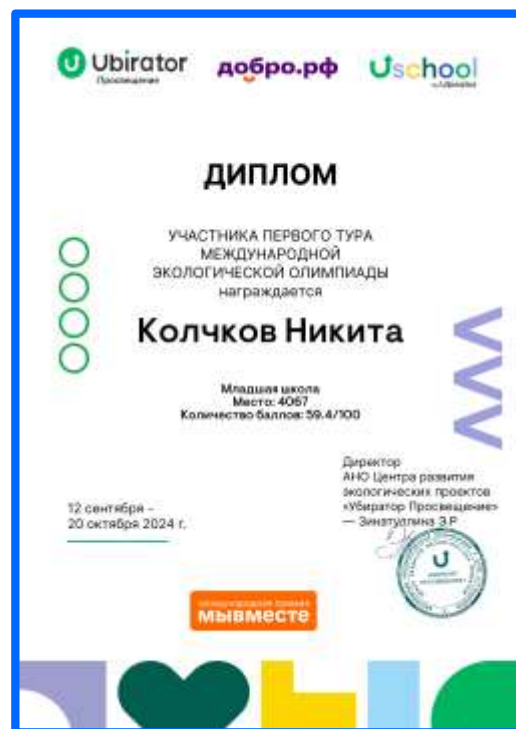 Ubirator
Просвещение
добро.рф
Uschool
ДИПЛОМ
УЧАСТНИКА ПЕРВОГО ТУРА
МЕЖДУНАРОДНОЙ
ЭКОЛОГИЧЕСКОЙ ОЛИМПИАДЫ
награждается
Колчков Никита
Младшая школа
Место: 4067
Количество баллов: 59.4/100
Директор
АНО Центра развития
экологических проектов
«Убиратор Просвещение»
— Зинатуллина З.Р
12 сентября –
20 октября 2024 г.
МЕЖДУНАРОДНАЯ ПРЕМИЯ
МЫВМЕСТЕ